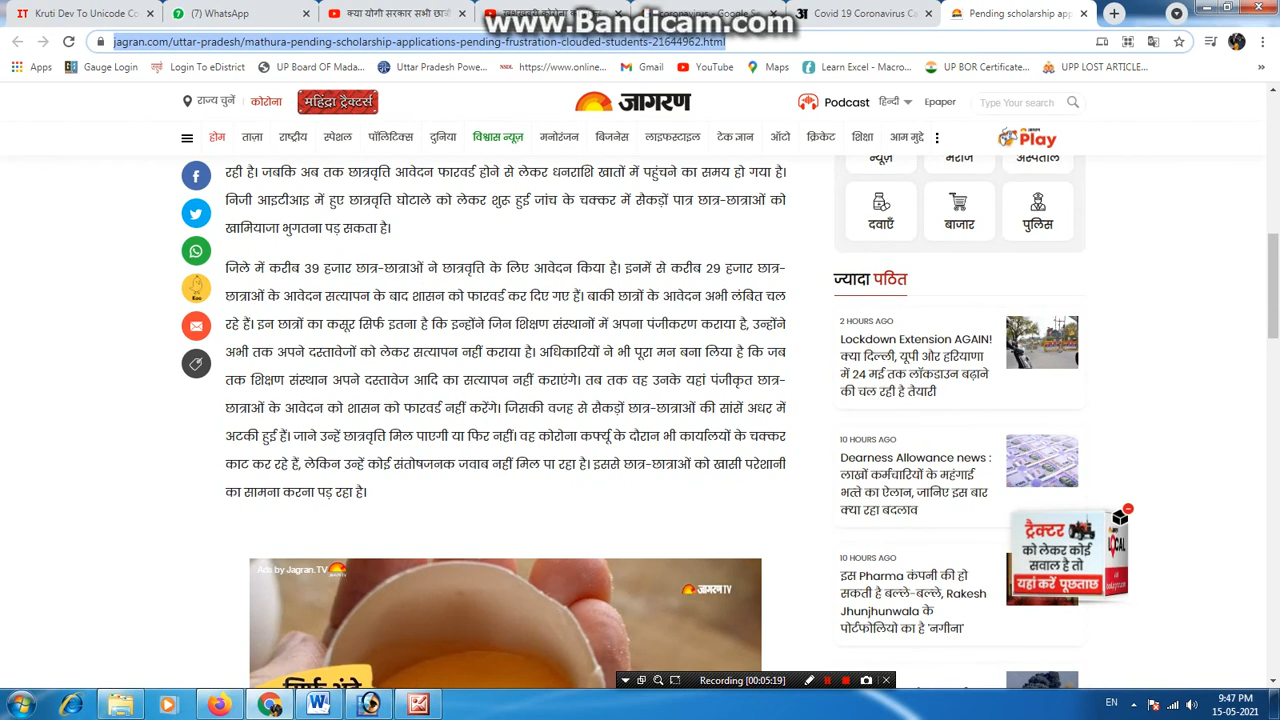 www.Bandicam.com
Kruti Dev To Unicode Co
(7) WhatsApp
क्या योगी सरकार सभी छात्रों
Google S
19 Coronavirus Ca
Pending scholarship app
jagran.com/uttar-pradesh/mathura-pending-scholarship-applications-pending-frustration-clouded-students-21644962.html
Apps
Gauge Login
Login To eDistrict
UP Board OF Mada...
Uttar Pradesh Power...
https://www.online...
Gmail
YouTube
Maps
Learn Excel - Macro...
UP BOR Certificate...
UPP LOST ARTICLE...
राज्य चुनें
कोरोना
महिंद्रा ट्रैक्टर्स
जागरण
Podcast
हिन्दी
Epaper
Type Your search
होम ताज़ा राष्ट्रीय स्पेशल पॉलिटिक्स दुनिया विश्वास न्यूज़ मनोरंजन बिजनेस लाइफस्टाइल टेक ज्ञान ऑटो क्रिकेट शिक्षा आम मुद्दे
Play
रही है। जबकि अब तक छात्रवृत्ति आवेदन फारवर्ड होने से लेकर धनराशि खातों में पहुंचने का समय हो गया है।
निजी आइटीआइ में हुए छात्रवृत्ति घोटाले को लेकर शुरू हुई जांच के चक्कर में सैकड़ों पात्र छात्र-छात्राओं को
खामियाजा भुगतना पड़ सकता है।
जिले में करीब 39 हजार छात्र-छात्राओं ने छात्रवृत्ति के लिए आवेदन किया है। इनमें से करीब 29 हजार छात्र-
छात्राओं के आवेदन सत्यापन के बाद शासन को फारवर्ड कर दिए गए हैं। बाकी छात्रों के आवेदन अभी लंबित चल
रहे हैं। इन छात्रों का कसूर सिर्फ इतना है कि इन्होंने जिन शिक्षण संस्थानों में अपना पंजीकरण कराया है, उन्होंने
अभी तक अपने दस्तावेजों को लेकर सत्यापन नहीं कराया है। अधिकारियों ने भी पूरा मन बना लिया है कि जब
तक शिक्षण संस्थान अपने दस्तावेज आदि का सत्यापन नहीं कराएंगे। तब तक वह उनके यहां पंजीकृत छात्र-
छात्राओं के आवेदन को शासन को फारवर्ड नहीं करेंगे। जिसकी वजह से सैकड़ों छात्र-छात्राओं की सांसें अधर में
अटकी हुई हैं। जाने उन्हें छात्रवृति मिल पाएगी या फिर नहीं। वह कोरोना कर्फ्यू के दौरान भी कार्यालयों के चक्कर
काट कर रहे हैं, लेकिन उन्हें कोई संतोषजनक जवाब नहीं मिल पा रहा है। इससे छात्र-छात्राओं को खासी परेशानी
का सामना करना पड़ रहा है।
Koo
Ads by Jagran.TV
जागरण TV
न्यूज़
मरीज
अस्पताल
दवाएँ
बाजार
पुलिस
ज्यादा पठित
2 HOURS AGO
Lockdown Extension AGAIN!
क्या दिल्ली, यूपी और हरियाणा
में 24 मई तक लॉकडाउन बढ़ाने
की चल रही है तैयारी
10 HOURS AGO
Dearness Allowance news :
लाखों कर्मचारियों के महंगाई
भत्ते का ऐलान, जानिए इस बार
क्या रहा बदलाव
10 HOURS AGO
इस Pharma कंपनी की हो
सकती है बल्ले-बल्ले, Rakesh
Jhunjhunwala के
पोर्टफोलियो का है 'नगीना'
ट्रैक्टर
को लेकर कोई
सवाल है तो
यहां करें पूछताछ
LOCAL
Recording [00:05:19]
EN
9:47 PM
15-05-2021